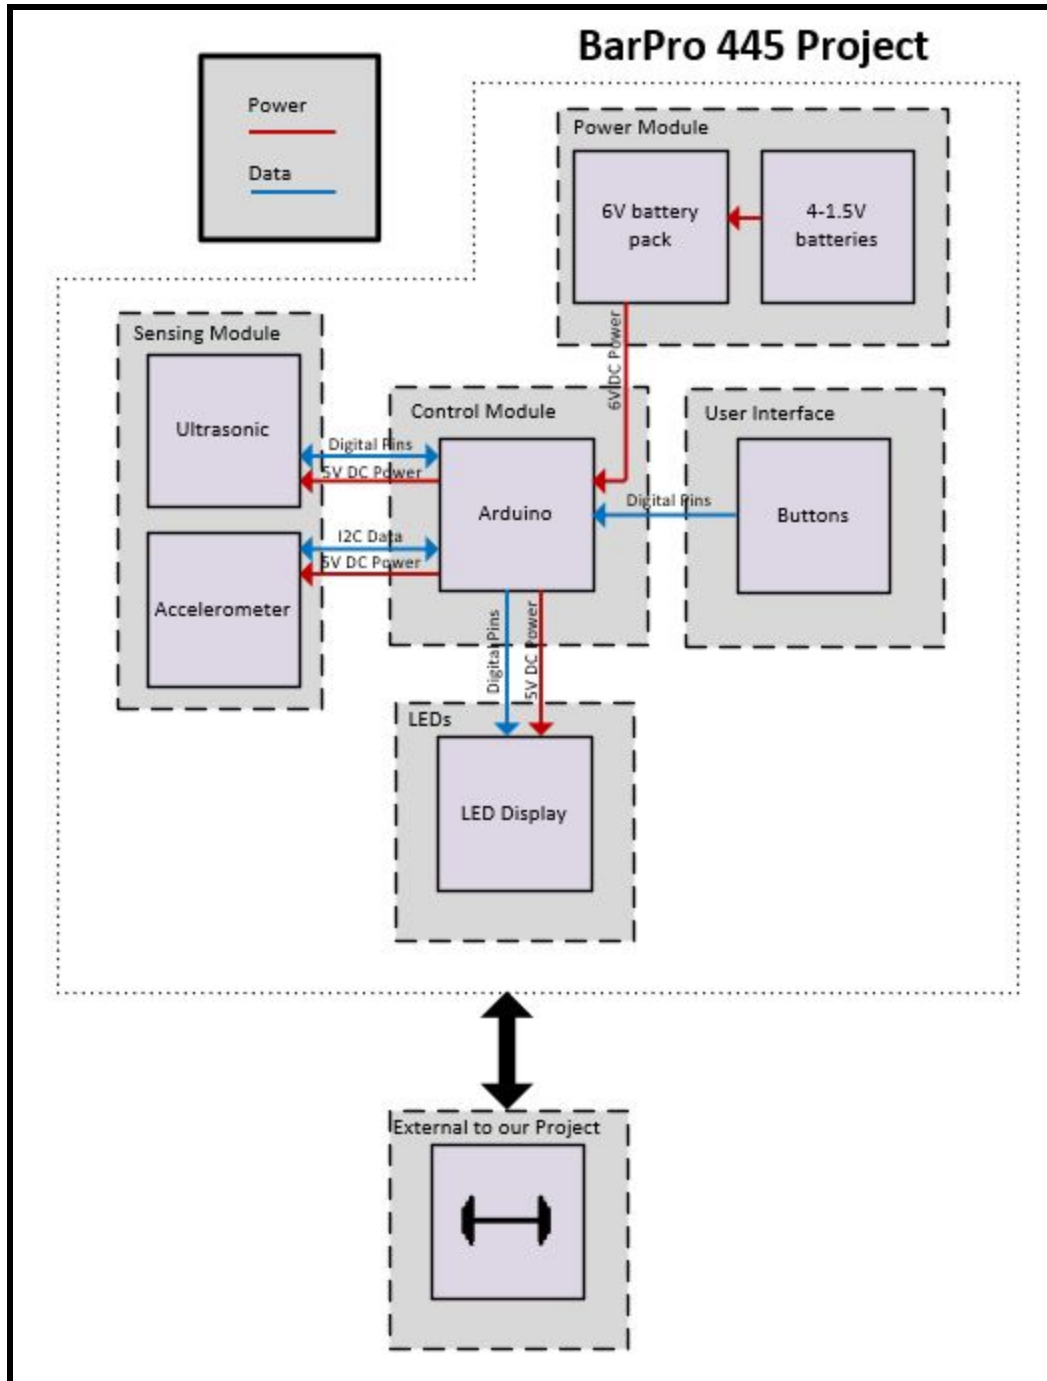 BarPro 445 Project
Power
Data
Power Module
6V battery
pack
4-1.5V
batteries
6V DC Power
Sensing Module
Ultrasonic
Digital Pins
5V DC Power
Control Module
Arduino
User Interface
Digital Pins
Buttons
I2C Data
5V DC Power
Accelerometer
Digital Pins
5V DC Power
LEDs
LED Display
External to our Project